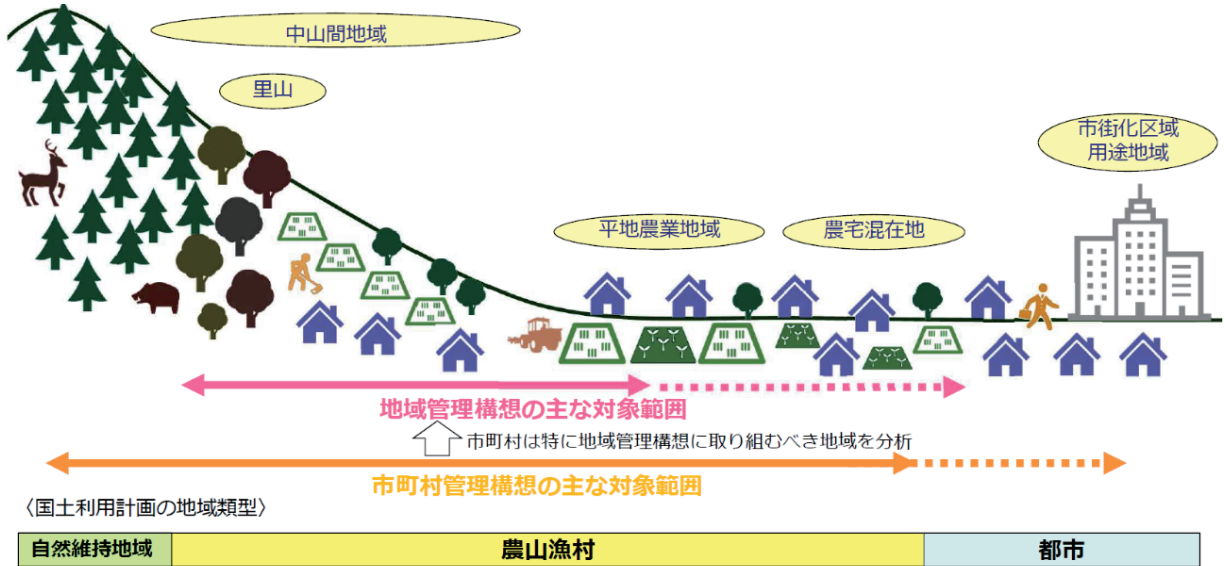 中山間地域
里山
市街化区域
用途地域
平地農業地域
農宅混在地
地域管理構想の主な対象範囲
市町村は特に地域管理構想に取り組むべき地域を分析
市町村管理構想の主な対象範囲
〈国土利用計画の地域類型〉
自然維持地域
農山漁村
都市